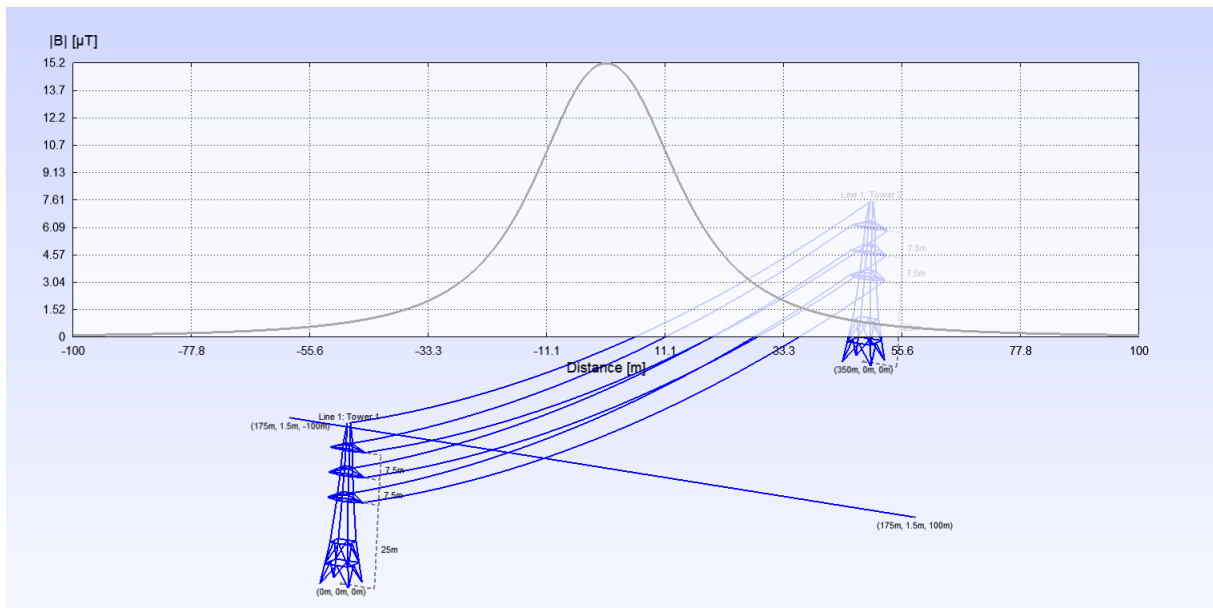 |B| [µT]
15.2
13.7
12.2
10.7
9.13
7.61
6.09
4.57
3.04
1.52
0
-100 -77.8 -55.6 -33.3 -11.1 11.1 33.3 55.6 77.8 100
Distance [m]
Line 1: Tower 2
7.5m
7.5m
(350m, 0m, 0m)
Line 1: Tower 1
(175m, 1.5m, -100m)
7.5m
7.5m
25m
(0m, 0m, 0m)
(175m, 1.5m, 100m)